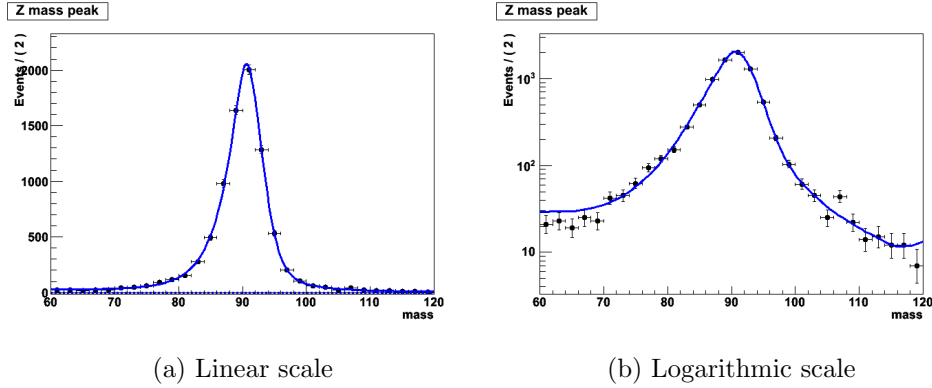 Z mass peak
Events / ( 2 )
2000
1500
1000
500
0
60 70 80 90 100 110 120
mass
(a) Linear scale
Z mass peak
Events / ( 2 )
10³
10²
10
60 70 80 90 100 110 120
mass
(b) Logarithmic scale